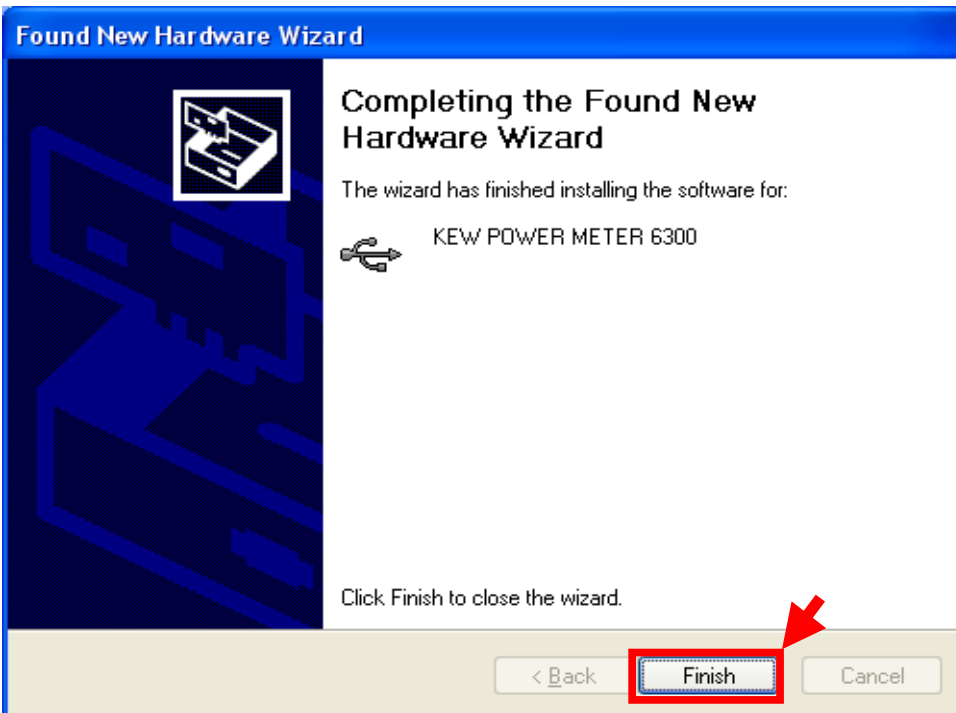 Found New Hardware Wizard
Completing the Found New
Hardware Wizard
The wizard has finished installing the software for:
KEW POWER METER 6300
Click Finish to close the wizard.
< Back
Finish
Cancel